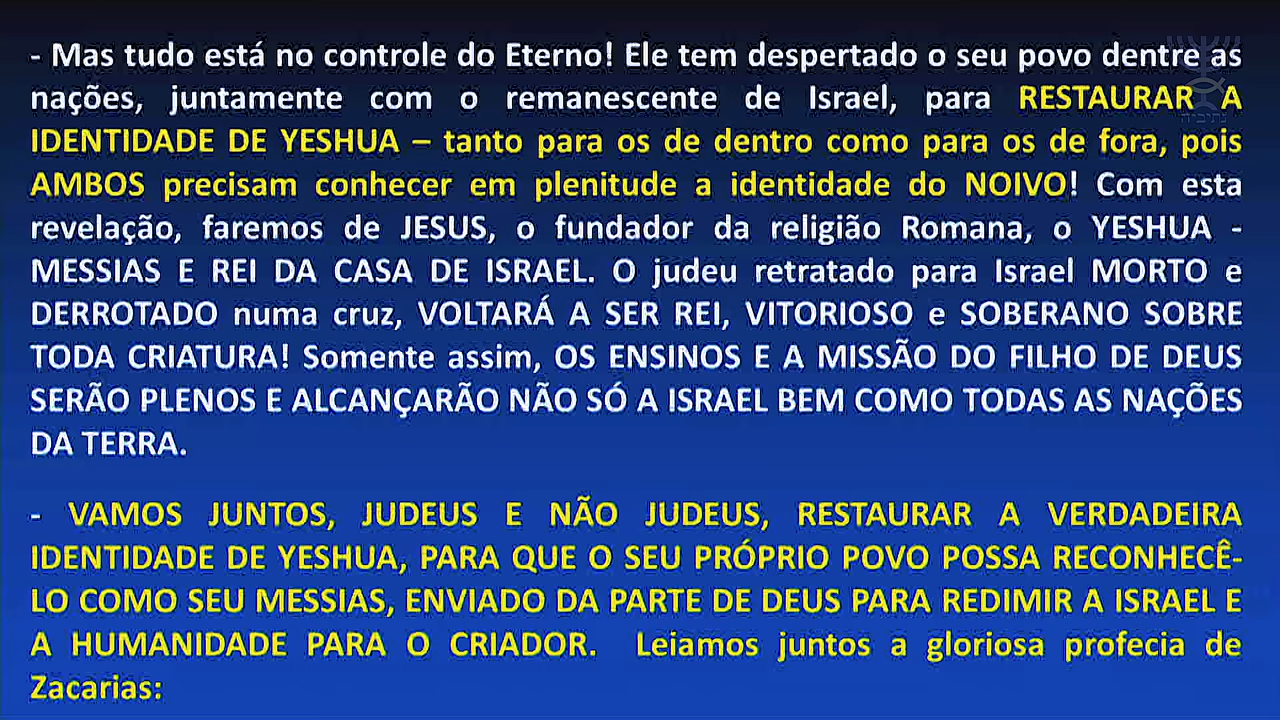 - Mas tudo está no controle do Eterno! Ele tem despertado o seu povo dentre as
nações, juntamente com o remanescente de Israel, para RESTAURAR A
IDENTIDADE DE YESHUA – tanto para os de dentro como para os de fora, pois
AMBOS precisam conhecer em plenitude a identidade do NOIVO! Com esta
revelação, faremos de JESUS, o fundador da religião Romana, o YESHUA -
MESSIAS E REI DA CASA DE ISRAEL. O judeu retratado para Israel MORTO e
DERROTADO numa cruz, VOLTARÁ A SER REI, VITORIOSO e SOBERANO SOBRE
TODA CRIATURA! Somente assim, OS ENSINOS E A MISSÃO DO FILHO DE DEUS
SERÃO PLENOS E ALCANÇARÃO NÃO SÓ A ISRAEL BEM COMO TODAS AS NAÇÕES
DA TERRA.
- VAMOS JUNTOS, JUDEUS E NÃO JUDEUS, RESTAURAR A VERDADEIRA
IDENTIDADE DE YESHUA, PARA QUE O SEU PRÓPRIO POVO POSSA RECONHECÊ-
LO COMO SEU MESSIAS, ENVIADO DA PARTE DE DEUS PARA REDIMIR A ISRAEL E
A HUMANIDADE PARA O CRIADOR. Leiamos juntos a gloriosa profecia de
Zacarias: